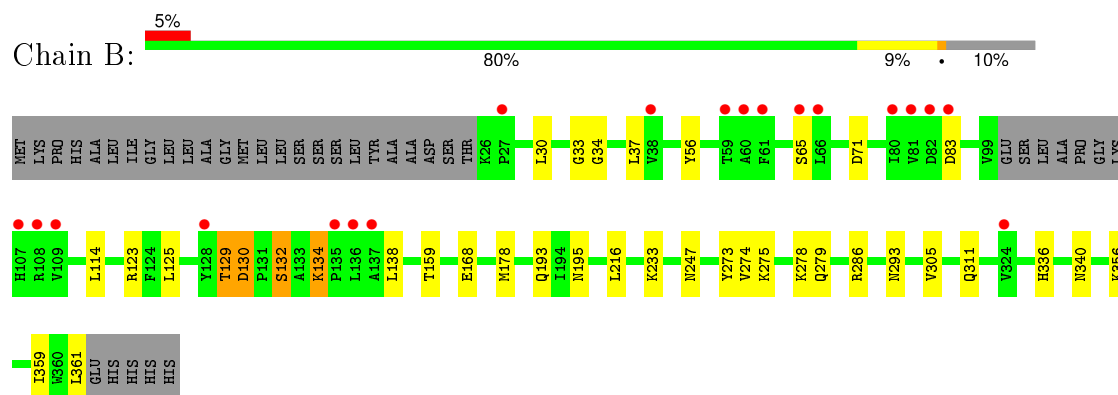 5%
Chain B:
80% 9% • 10%
MET LYS PRO HIS ALA LEU LEU ILE GLY LEU LEU ALA GLY MET LEU LEU SER SER SER LEU TYR ALA ALA ASP SER THR K26 P27 L30 G33 G34 L37 V38 Y56 T59 A60 F61 S65 L66 D71 I80 V81 D82 D83 V99 GLU SER LEU ALA PRO GLY LYS
H107 R108 V109 L114 R123 F124 L125 Y128 T129 D130 P131 S132 A133 K134 P135 L136 A137 L138 T159 E168 M178 Q193 I194 N195 L216 K233 N247 Y273 V274 K275 K278 Q279 R286 N293 V305 Q311 V324 H336 N340
I359 W360 L361 GLU HIS HIS HIS HIS